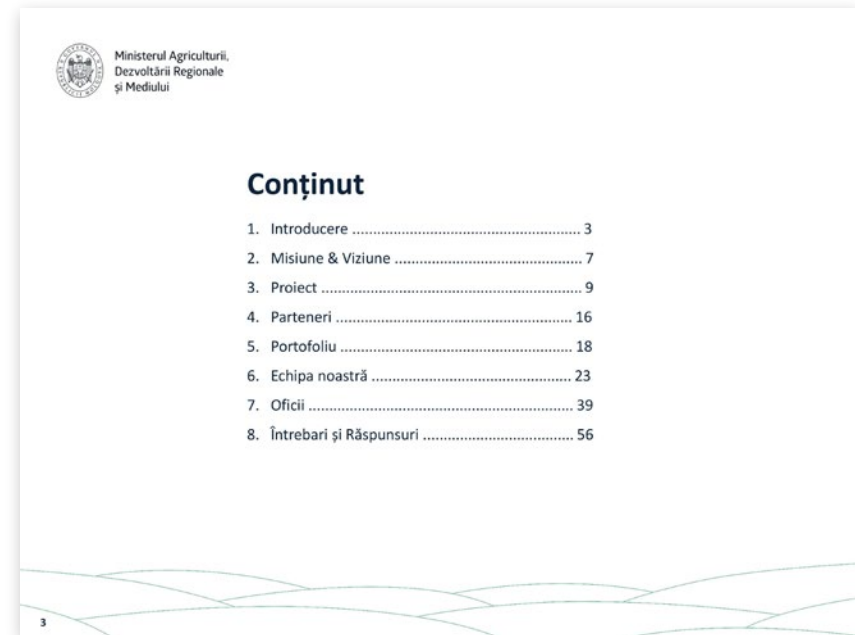 Ministerul Agriculturii,
Dezvoltării Regionale
și Mediului
Conținut
1. Introducere ................................................................ 3
2. Misiune & Viziune ..................................................... 7
3. Proiect ......................................................................... 9
4. Parteneri ................................................................... 16
5. Portofoliu .................................................................. 18
6. Echipa noastră ......................................................... 23
7. Oficii ........................................................................... 39
8. Întrebari și Răspunsuri ........................................... 56
3